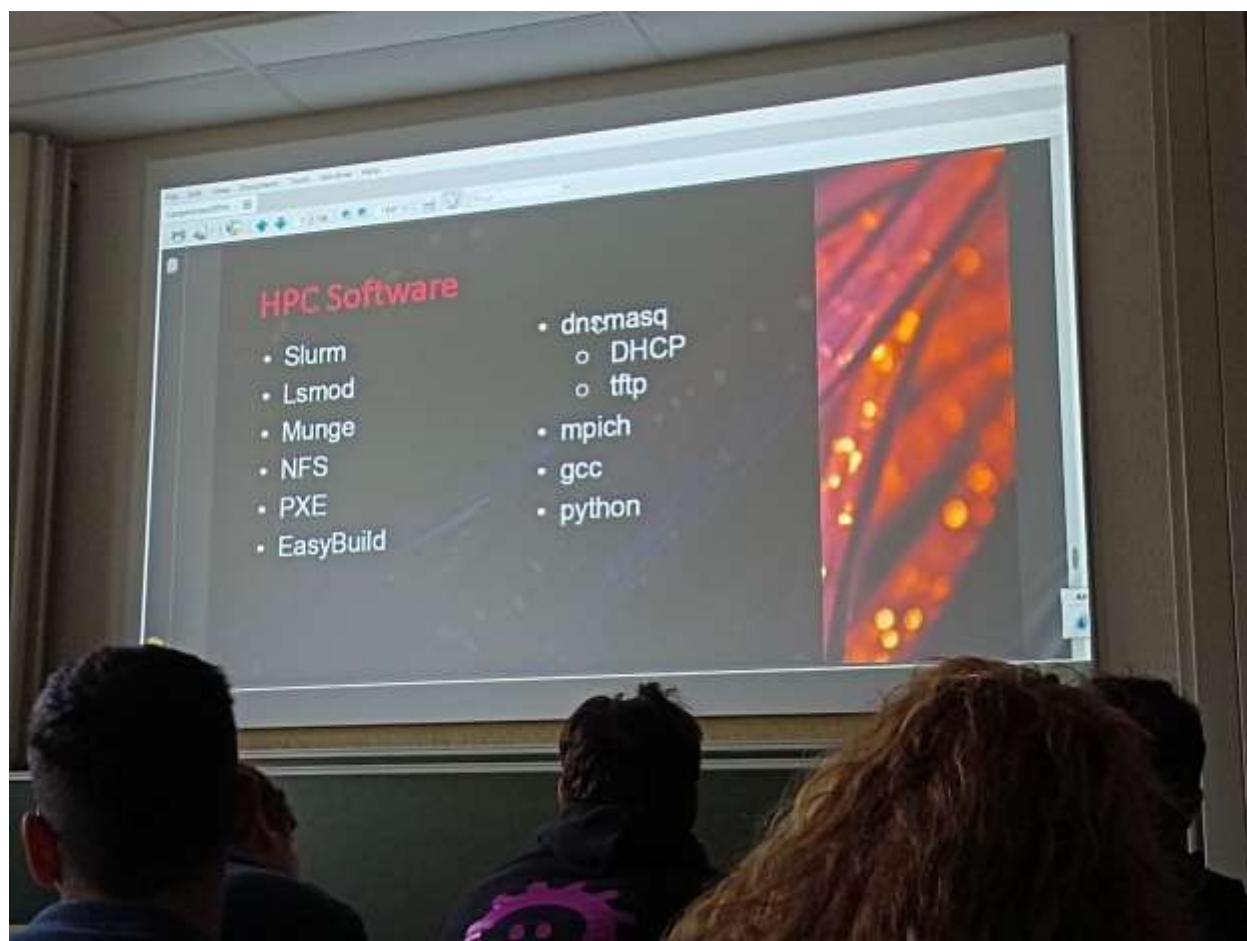 HPC Software
• Slurm
• Lsmod
• Munge
• NFS
• PXE
• EasyBuild
• dnsmasq
○ DHCP
○ tftp
• mpich
• gcc
• python